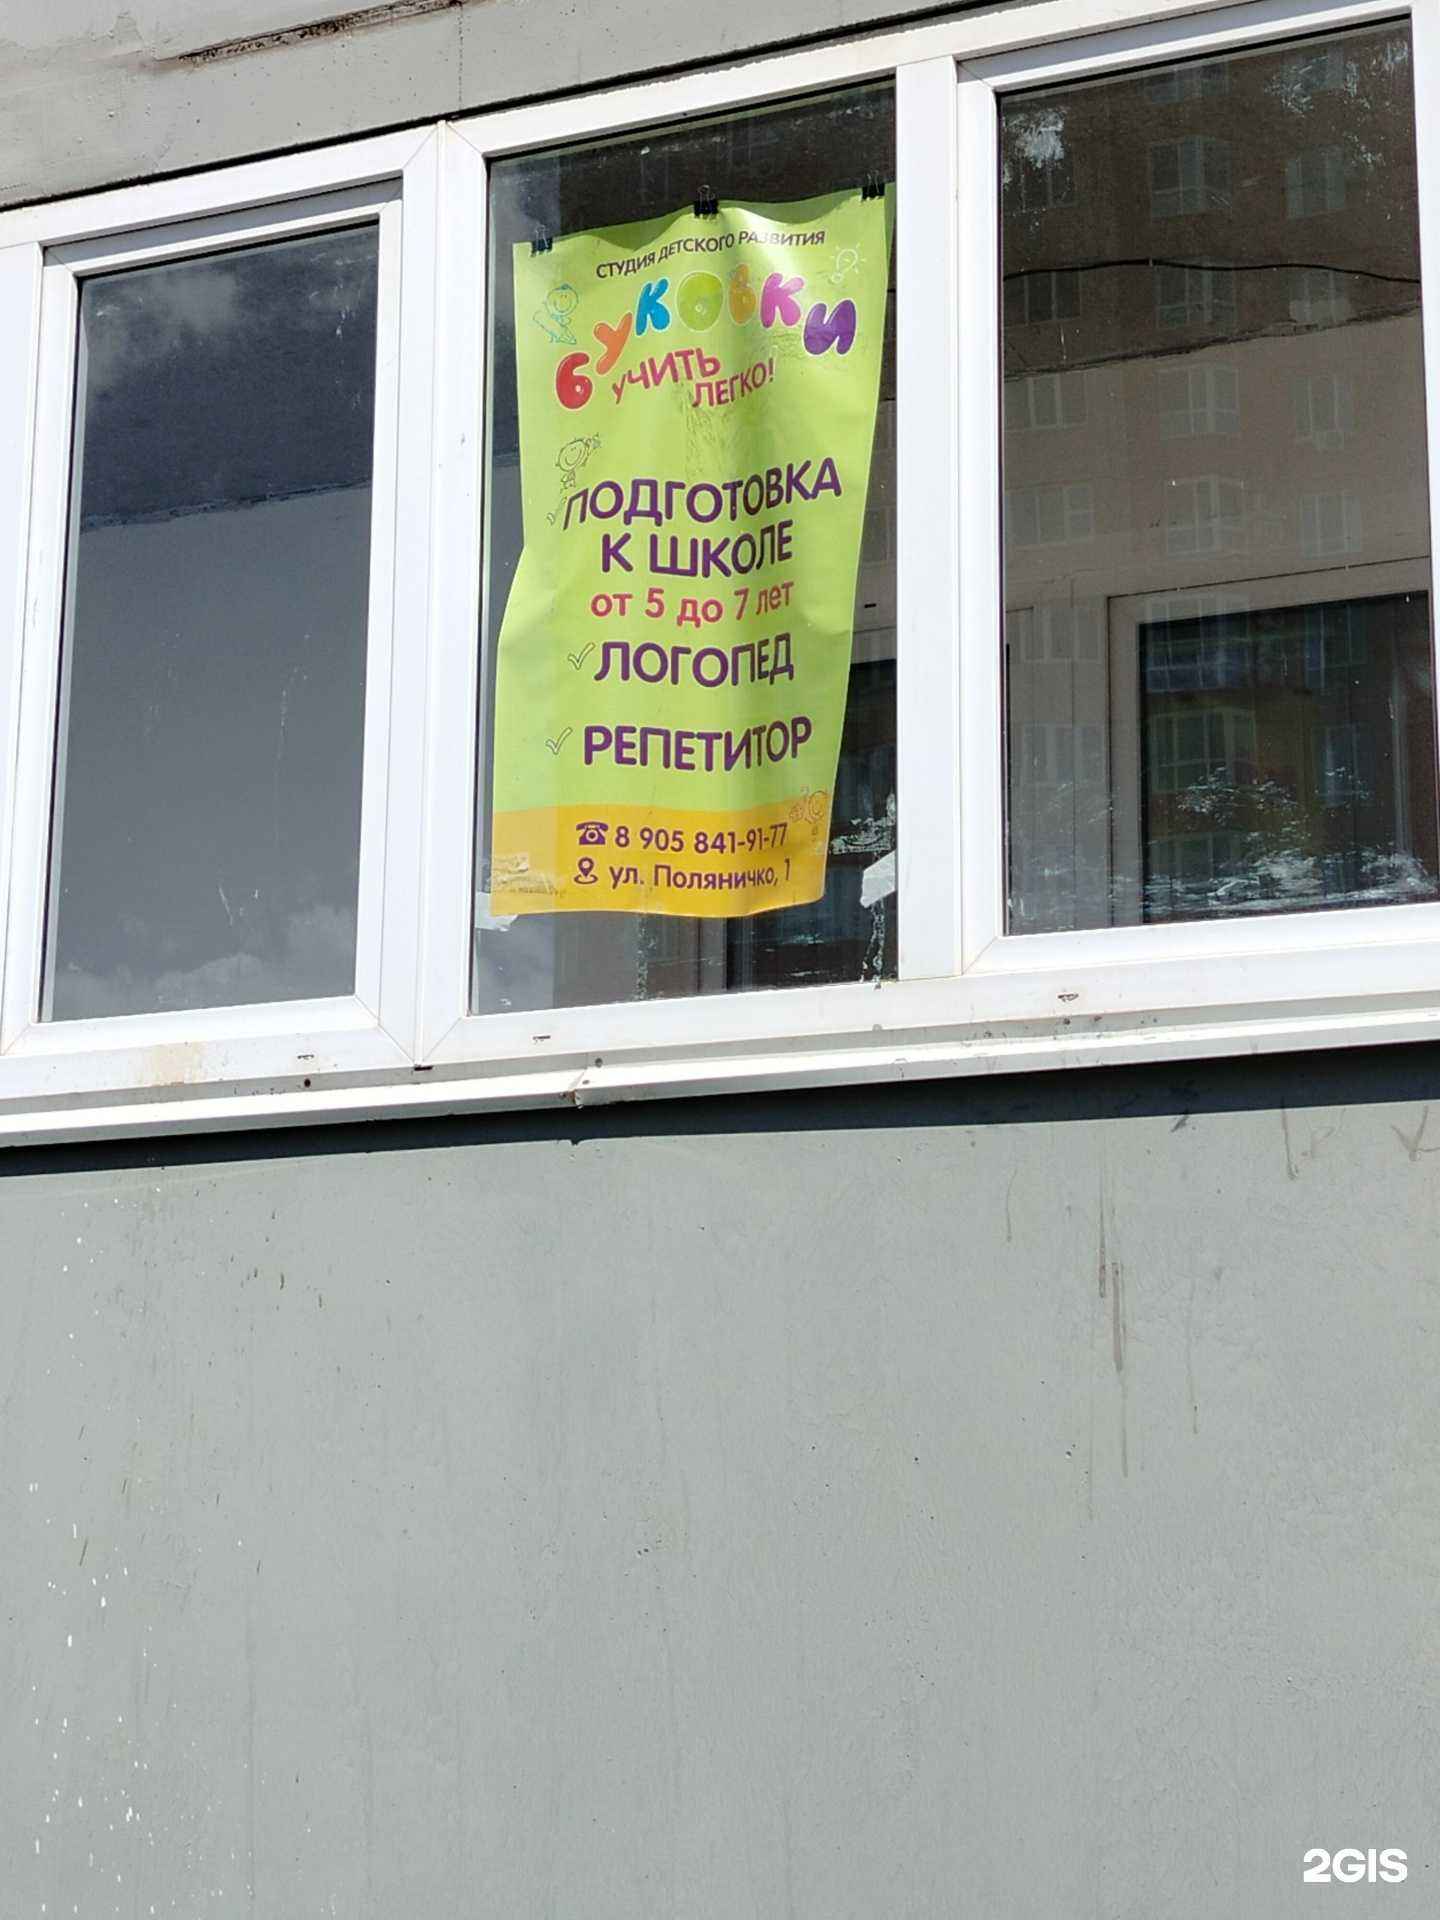 СТУДИЯ ДЕТСКОГО РАЗВИТИЯ
буковки
УЧИТЬ
ЛЕГКО!
ПОДГОТОВКА
К ШКОЛЕ
от 5 до 7 лет
ЛОГОПЕД
РЕПЕТИТОР
8 905 841-91-77
ул. Поляничко, 1
2GIS